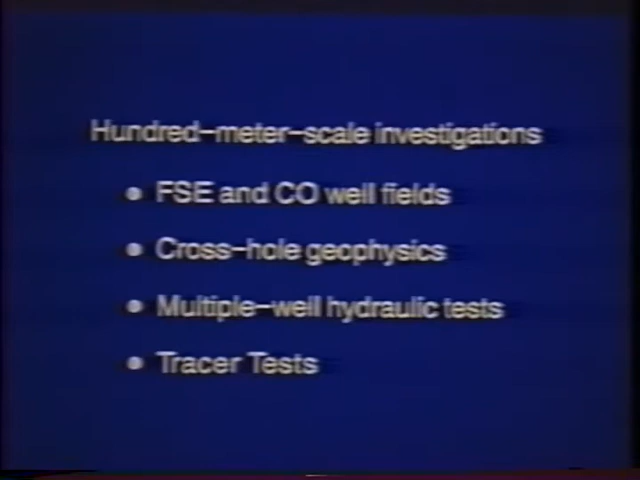 Hundred-meter-scale investigations
• FSE and CO well fields
• Cross-hole geophysics
• Multiple-well hydraulic tests
• Tracer Tests